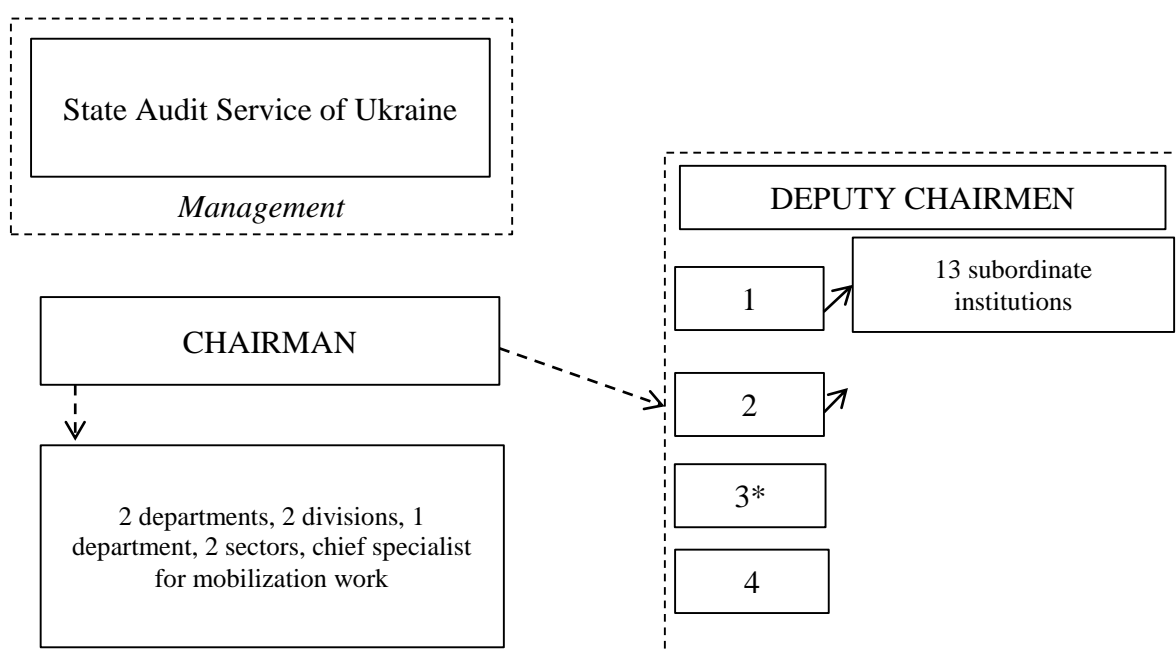 State Audit Service of Ukraine
Management
DEPUTY CHAIRMEN
13 subordinate
institutions
1
CHAIRMAN
2
3*
2 departments, 2 divisions, 1
department, 2 sectors, chief specialist
for mobilization work
4